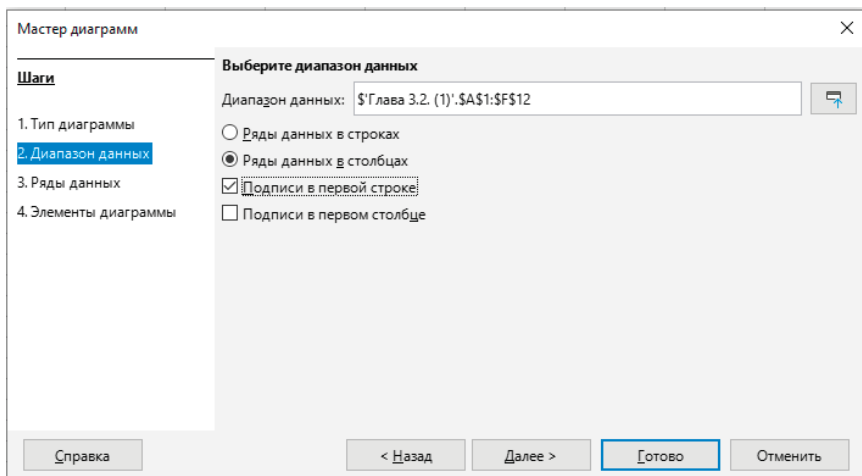 Мастер диаграмм
Шаги
1. Тип диаграммы
2. Диапазон данных
3. Ряды данных
4. Элементы диаграммы
Выберите диапазон данных
Диапазон данных: $'Глава 3.2. (1)'.$A$1:$F$12
Ряды данных в строках
Ряды данных в столбцах
Подписи в первой строке
Подписи в первом столбце
Справка
< Назад
Далее >
Готово
Отменить